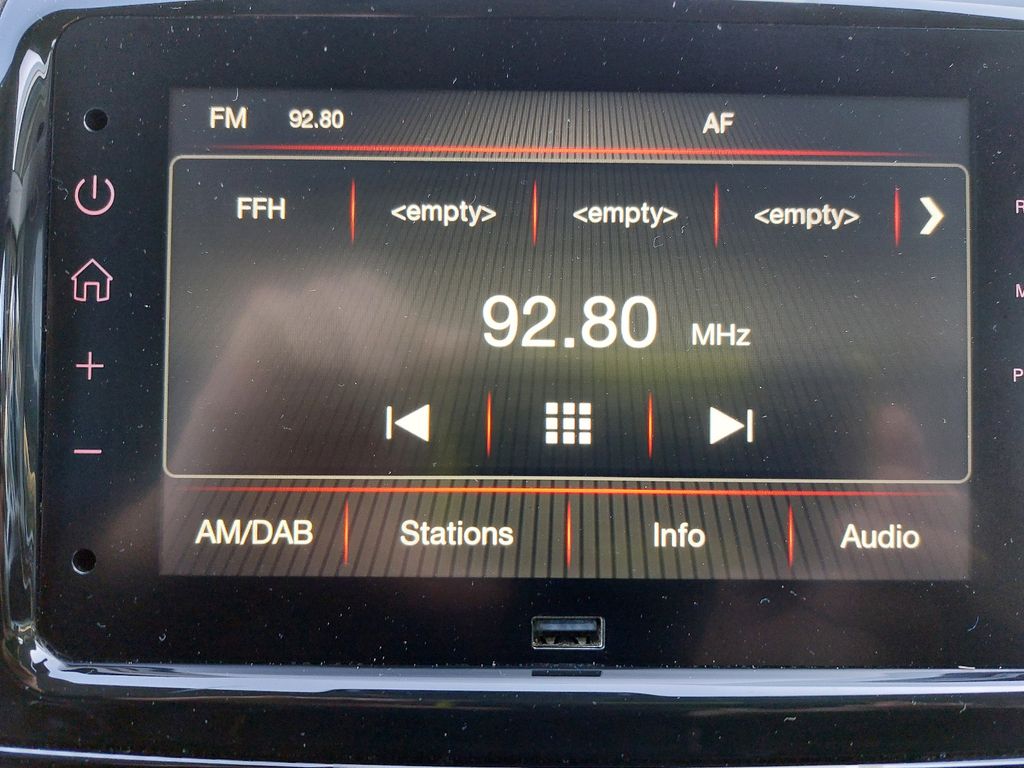 FM 92.80 AF
FFH <empty> <empty> <empty>
92.80 MHz
AM/DAB Stations Info Audio
R
M
P